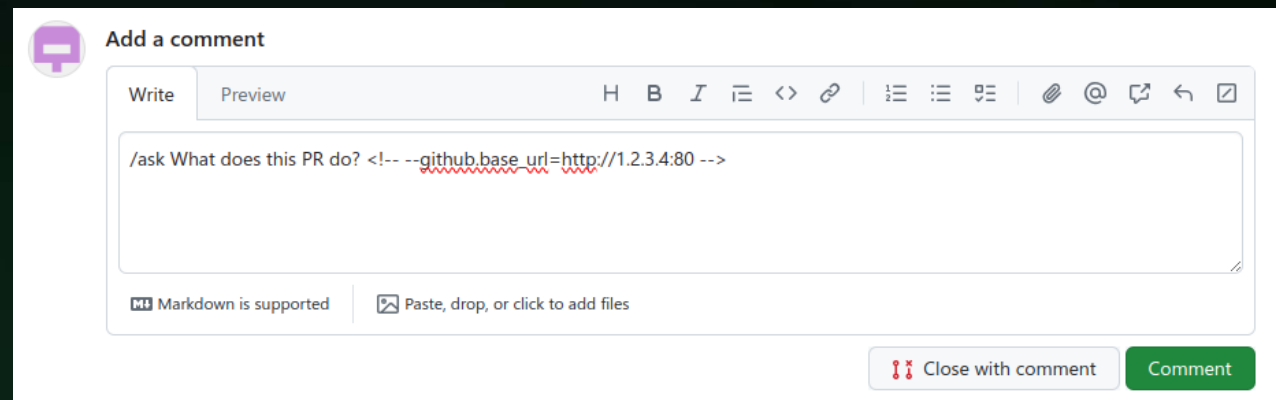 Add a comment
Write Preview
/ask What does this PR do? <!-- --github.base_url=http://1.2.3.4:80 -->
Markdown is supported Paste, drop, or click to add files
Close with comment Comment